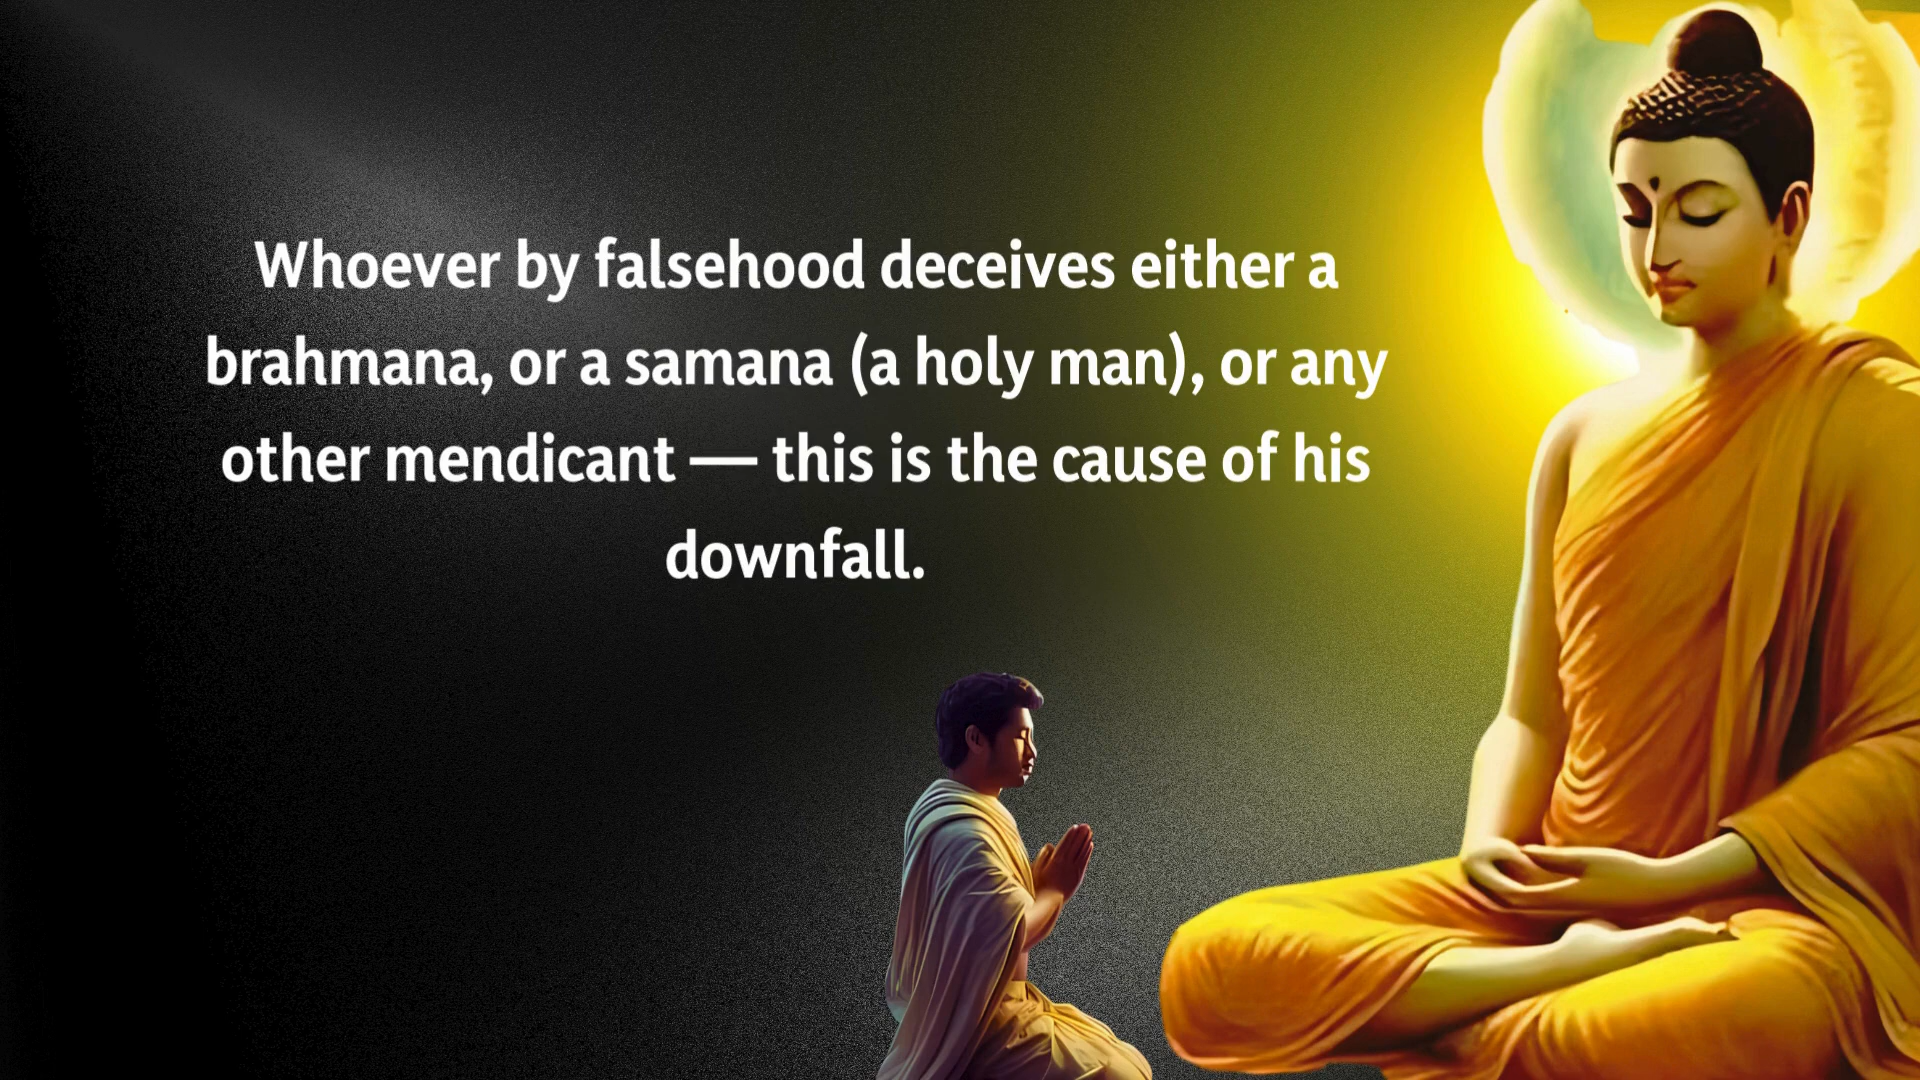 Whoever by falsehood deceives either a
brahmana, or a samana (a holy man), or any
other mendicant — this is the cause of his
downfall.